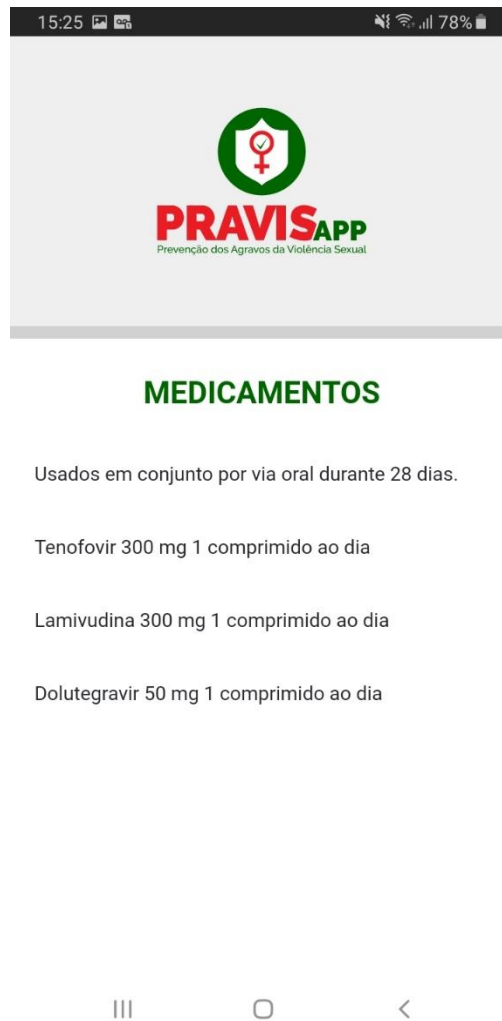 15:25 78%
PRAVISAPP
Prevenção dos Agravos da Violência Sexual
MEDICAMENTOS
Usados em conjunto por via oral durante 28 dias.
Tenofovir 300 mg 1 comprimido ao dia
Lamivudina 300 mg 1 comprimido ao dia
Dolutegravir 50 mg 1 comprimido ao dia